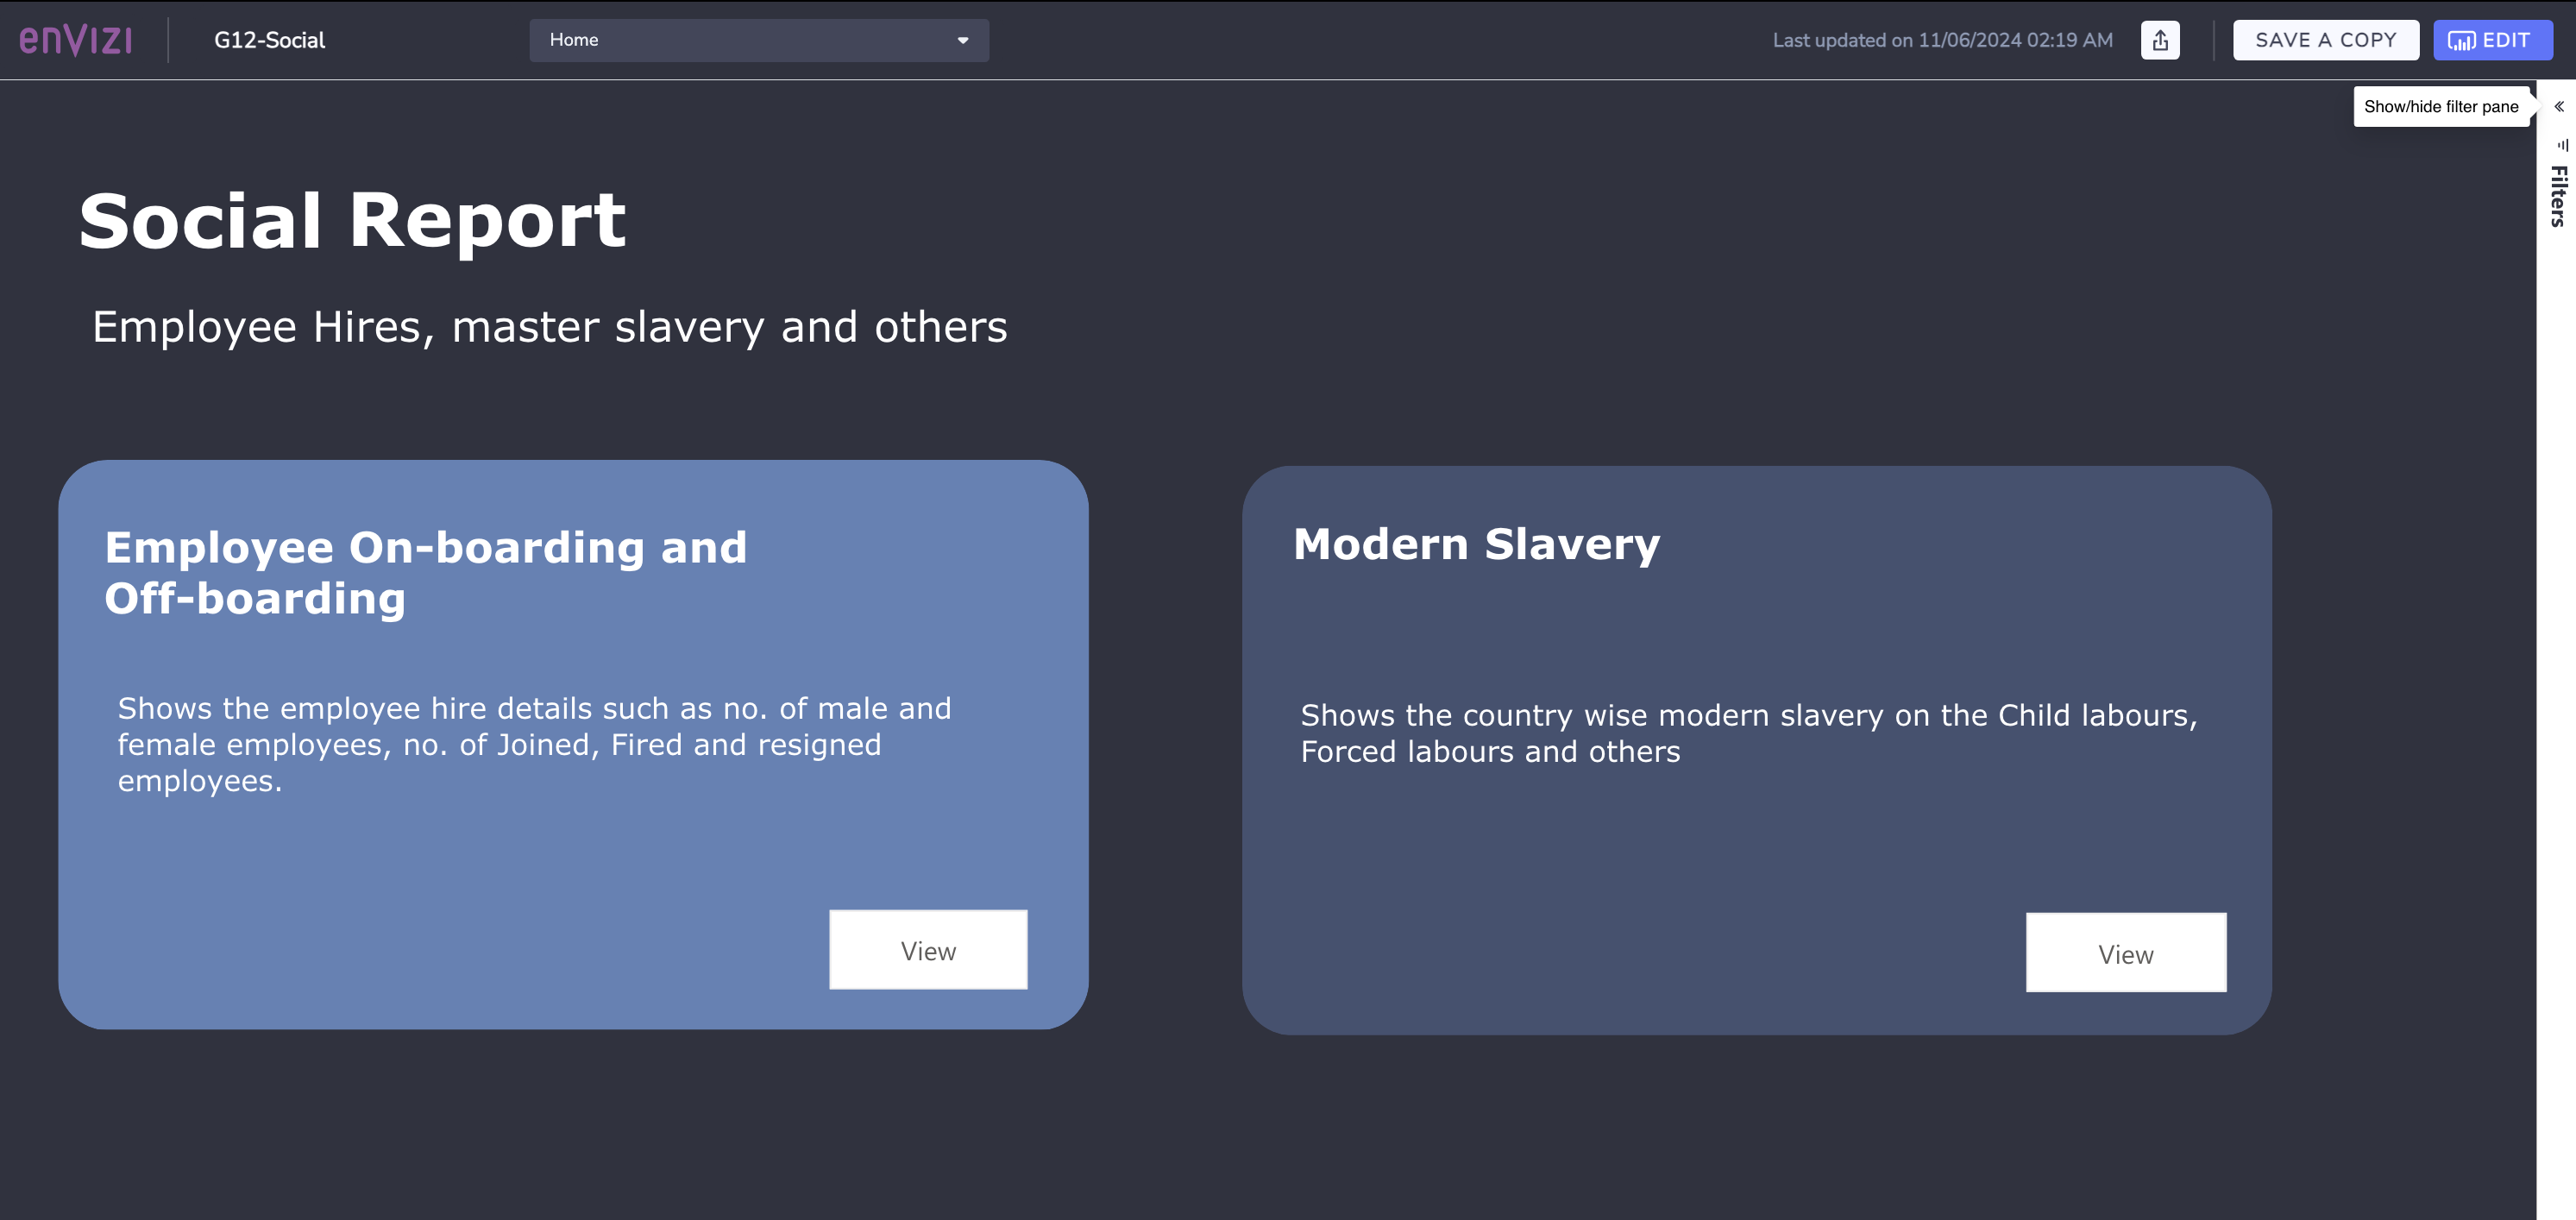 enVIZI
G12-Social
Home
Last updated on 11/06/2024 02:19 AM
SAVE A COPY
EDIT
Show/hide filter pane
Filters
Social Report
Employee Hires, master slavery and others
Employee On-boarding and
Off-boarding
Shows the employee hire details such as no. of male and
female employees, no. of Joined, Fired and resigned
employees.
View
Modern Slavery
Shows the country wise modern slavery on the Child labours,
Forced labours and others
View